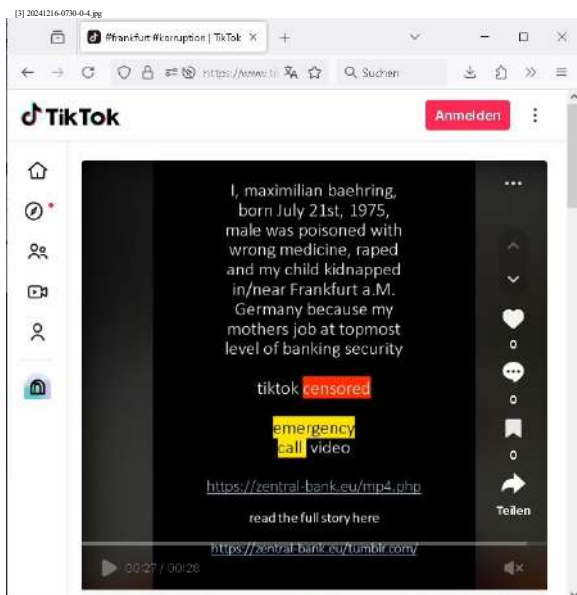 [3] 20241216-0730-0-4.jpg
#frankfurt #korruption | TikTok
https://www.ti
Suchen
TikTok
Anmelden
I, maximilian baehring,
born July 21st, 1975,
male was poisoned with
wrong medicine, raped
and my child kidnapped
in/near Frankfurt a.M.
Germany because my
mothers job at topmost
level of banking security
0
tiktok censored
0
emergency
call video
0
https://zentral-bank.eu/mp4.php
Teilen
read the full story here
https://zentral-bank.eu/tumblr.com/
00:27 / 00:28